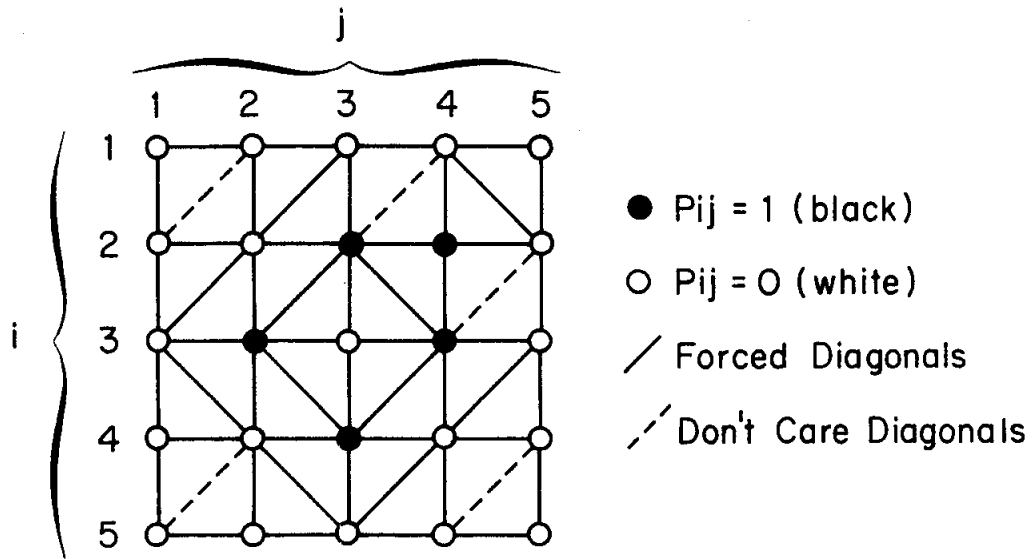 j
1 2 3 4 5
1
2
i 3
4
5
Pij = 1 (black)
Pij = 0 (white)
Forced Diagonals
Don't Care Diagonals